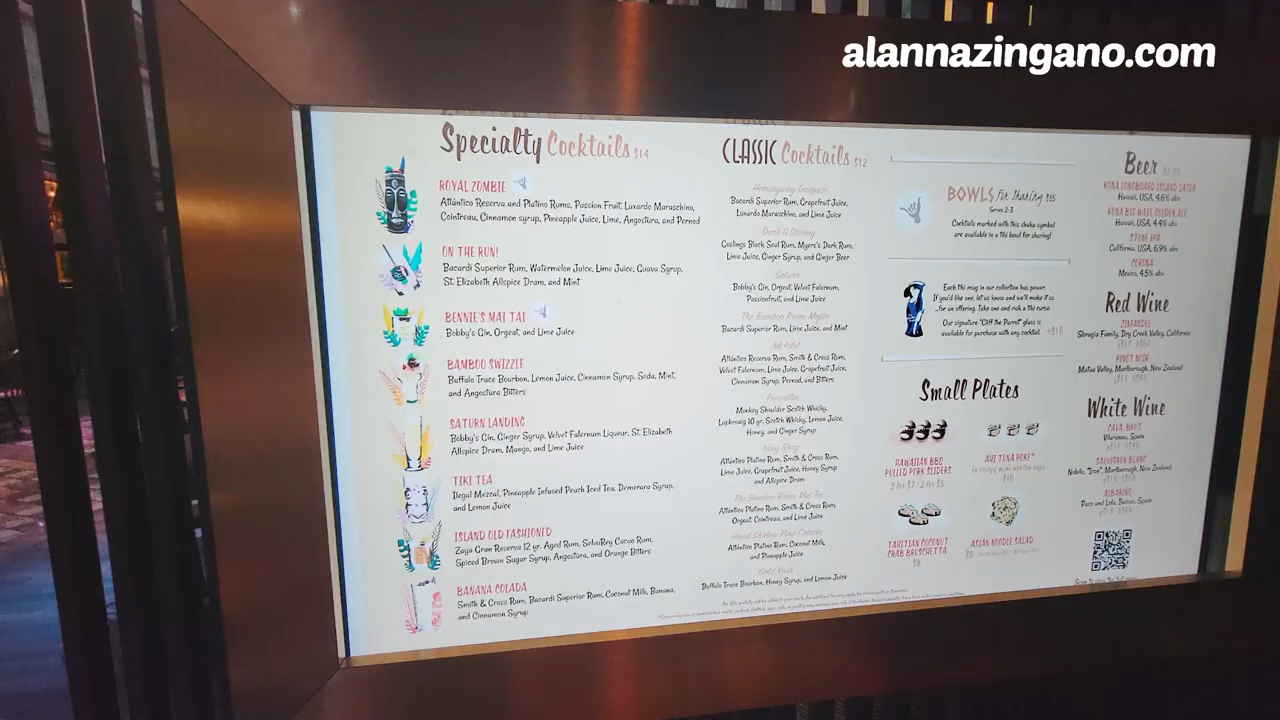 alannazingano.com
Specialty Cocktails $14
ROYAL ZOMBIE
Atlántico Reserva and Platino Rums, Passion Fruit, Luxardo Maraschino,
Cointreau, Cinnamon syrup, Pineapple Juice, Lime, Angostura, and Pernod
ON THE RUN!
Bacardi Superior Rum, Watermelon Juice, Lime Juice, Guava Syrup,
St. Elizabeth Allspice Dram, and Mint
BENNIE'S MAI TAI
Bobby's Gin, Orgeat, and Lime Juice
BAMBOO SWIZZLE
Buffalo Trace Bourbon, Lemon Juice, Cinnamon Syrup, Soda, Mint,
and Angostura Bitters
SATURN LANDING
Bobby's Gin, Ginger Syrup, Velvet Falernum Liqueur, St. Elizabeth
Allspice Dram, Mango, and Lime Juice
TIKI TEA
Ilegal Mezcal, Pineapple Infused Peach Iced Tea, Demerara Syrup,
and Lemon Juice
ISLAND OLD FASHIONED
Zaya Gran Reserva 12 yr. Aged Rum, SelvaRey Cacao Rum,
Spiced Brown Sugar Syrup, Angostura, and Orange Bitters
BANANA COLADA
Smith & Cross Rum, Bacardi Superior Rum, Coconut Milk, Banana,
and Cinnamon Syrup
CLASSIC Cocktails $12
Hemingway Daiquiri
Bacardi Superior Rum, Grapefruit Juice,
Luxardo Maraschino, and Lime Juice
Dark & Stormy
Goslings Black Seal Rum, Myers's Dark Rum,
Lime Juice, Ginger Syrup, and Ginger Beer
Saturn
Bobby's Gin, Orgeat, Velvet Falernum,
Passionfruit, and Lime Juice
The Bamboo Room Mojito
Bacardi Superior Rum, Lime Juice, and Mint
Jet Pilot
Atlántico Reserva Rum, Smith & Cross Rum,
Velvet Falernum, Lime Juice, Grapefruit Juice,
Cinnamon Syrup, Pernod, and Bitters
Penicillin
Monkey Shoulder Scotch Whisky,
Laphroaig 10 yr. Scotch Whisky, Lemon Juice,
Honey, and Ginger Syrup
Navy Grog
Atlántico Platino Rum, Smith & Cross Rum,
Lime Juice, Grapefruit Juice, Honey Syrup
and Allspice Dram
The Bamboo Room Mai Tai
Atlántico Platino Rum, Smith & Cross Rum,
Orgeat, Cointreau, and Lime Juice
Hand Shaken Piña Colada
Atlántico Platino Rum, Coconut Milk,
and Pineapple Juice
Gold Rush
Buffalo Trace Bourbon, Honey Syrup, and Lemon Juice
BOWLS For Sharing $35
Serves 2-3
Cocktails marked with this shaka symbol
are available in a tiki bowl for sharing!
Each tiki mug in our collection has power.
If you'd like one, let us know and we'll make it so
...for an offering. Take one and risk a tiki curse.
Our signature "Cliff the Parrot" glass is
available for purchase with any cocktail. +$10
Small Plates
HAWAIIAN BBQ
PULLED PORK SLIDERS
3 for $7 | 2 for $5
AHI TUNA POKE*
in crispy mini wonton cups
$10
TAHITIAN COCONUT
CRAB BRUSCHETTA
$8
ASIAN NOODLE SALAD
$5
Beer
KONA LONGBOARD ISLAND LAGER
Hawaii, USA, 4.6% abv
KONA BIG WAVE GOLDEN ALE
Hawaii, USA, 4.4% abv
STONE IPA
California, USA, 6.9% abv
CORONA
Mexico, 4.5% abv
Red Wine
ZINFANDEL
Sbragia Family, Dry Creek Valley, California
PINOT NOIR
Matua Valley, Marlborough, New Zealand
White Wine
CAVA, BRUT
Vilarnau, Spain
SAUVIGNON BLANC
Nobilo, "Icon", Marlborough, New Zealand
ALBARIÑO
Paco and Lola, Baixas, Spain